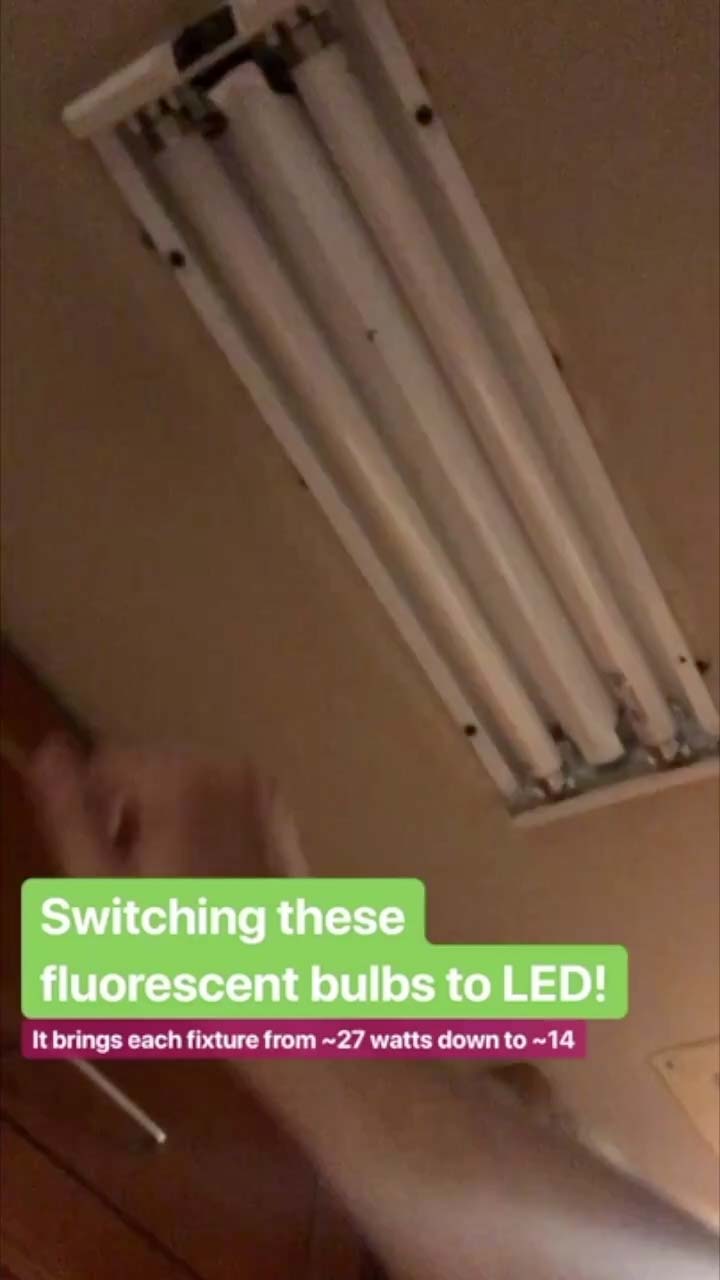 Switching these
fluorescent bulbs to LED!
It brings each fixture from ~27 watts down to ~14